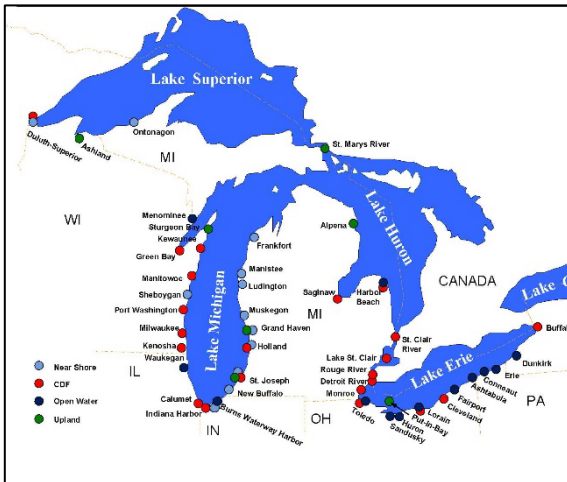 Lake Superior
Duluth-Superior
Ashland
Ontonagon
MI
St. Marys River
WI
Menominee
Sturgeon Bay
Kewaunee
Green Bay
Manitowoc
Sheboygan
Port Washington
Milwaukee
Kenosha
Waukegan
IL
Calumet
Indiana Harbor
IN
Burns Waterway Harbor
New Buffalo
St. Joseph
Holland
Grand Haven
Muskegon
Ludington
Manistee
Frankfort
Lake Michigan
MI
Alpena
Lake Huron
Saginaw
Harbor
Beach
CANADA
St. Clair
River
Lake St. Clair
Rouge River
Detroit River
Monroe
Toledo
OH
Sandusky
Huron
Put-in-Bay
Lorain
Cleveland
Fairport
Ashtabula
Conneaut
Erie
Dunkirk
PA
Lake Erie
Buffal
Lake
Near Shore
CDF
Open Water
Upland